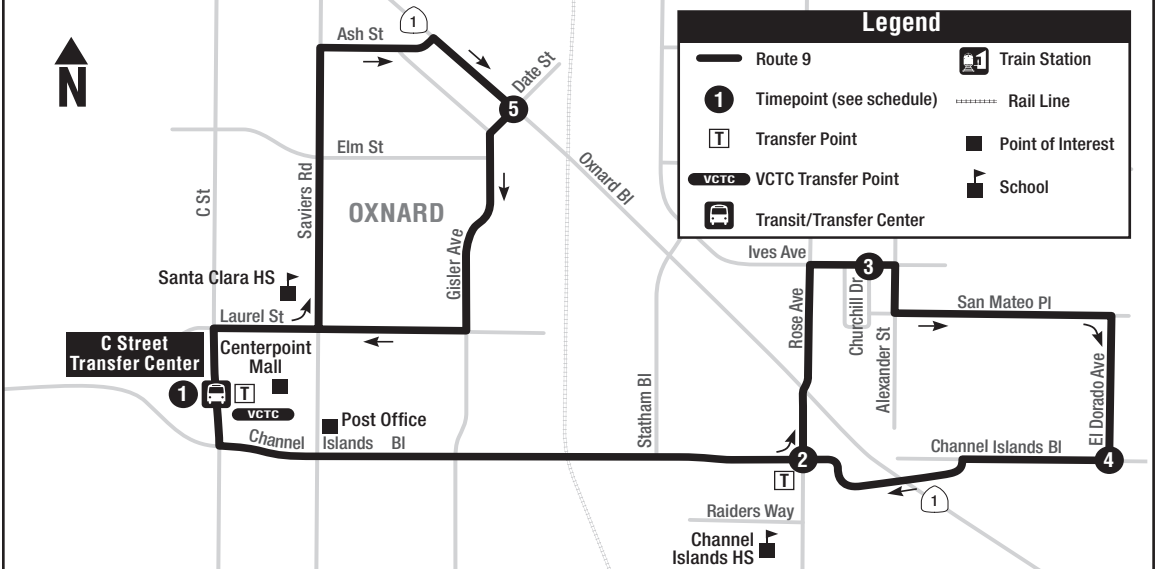 N
1
Ash St
Date St
5
Elm St
OXNARD
C St
Saviers Rd
Gisler Ave
Oxnard Bl
Santa Clara HS
Laurel St
C Street
Transfer Center
Centerpoint
Mall
1
T
VCTC
Post Office
Channel Islands Bl
Statham Bl
Legend
Route 9
1 Timepoint (see schedule)
T Transfer Point
VCTC VCTC Transfer Point
Transit/Transfer Center
Train Station
Rail Line
Point of Interest
School
Ives Ave
3
Rose Ave
Churchill Dr
Alexander St
San Mateo Pl
El Dorado Ave
Channel Islands Bl
2
T
4
1
Raiders Way
Channel
Islands HS